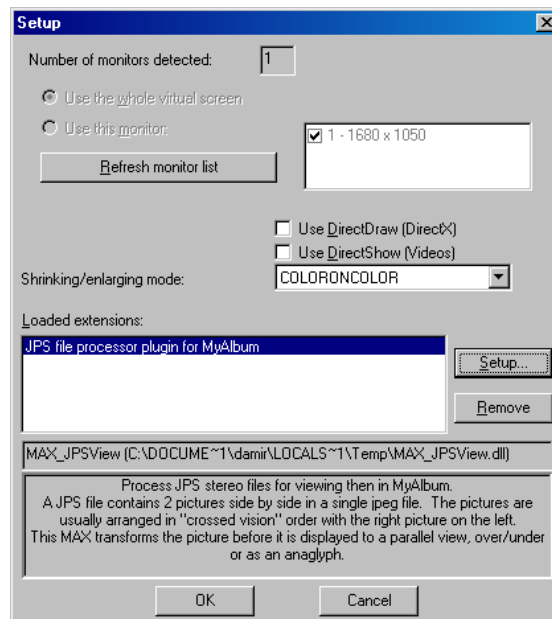 Setup
Number of monitors detected: 1
Use the whole virtual screen
Use this monitor:
1 - 1680 x 1050
Refresh monitor list
Use DirectDraw (DirectX)
Use DirectShow (Videos)
Shrinking/enlarging mode: COLORONCOLOR
Loaded extensions:
JPS file processor plugin for MyAlbum
Setup...
Remove
MAX_JPSView (C:\DOCUME~1\damir\LOCALS~1\Temp\MAX_JPSView.dll)
Process JPS stereo files for viewing then in MyAlbum.
A JPS file contains 2 pictures side by side in a single jpeg file. The pictures are
usually arranged in "crossed vision" order with the right picture on the left.
This MAX transforms the picture before it is displayed to a parallel view, over/under
or as an anaglyph.
OK Cancel